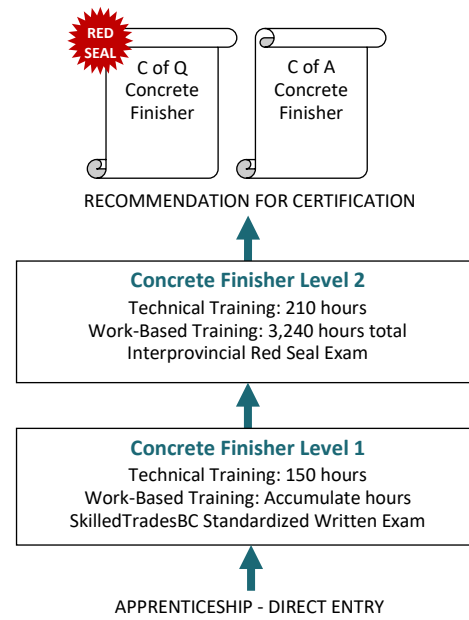 RED
SEAL
C of Q
Concrete
Finisher
C of A
Concrete
Finisher
RECOMMENDATION FOR CERTIFICATION
Concrete Finisher Level 2
Technical Training: 210 hours
Work-Based Training: 3,240 hours total
Interprovincial Red Seal Exam
Concrete Finisher Level 1
Technical Training: 150 hours
Work-Based Training: Accumulate hours
SkilledTradesBC Standardized Written Exam
APPRENTICESHIP - DIRECT ENTRY